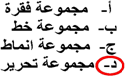 أ- مجموعة فقرة
ب- مجموعة خط
ج- مجموعة انماط
د- مجموعة تحرير